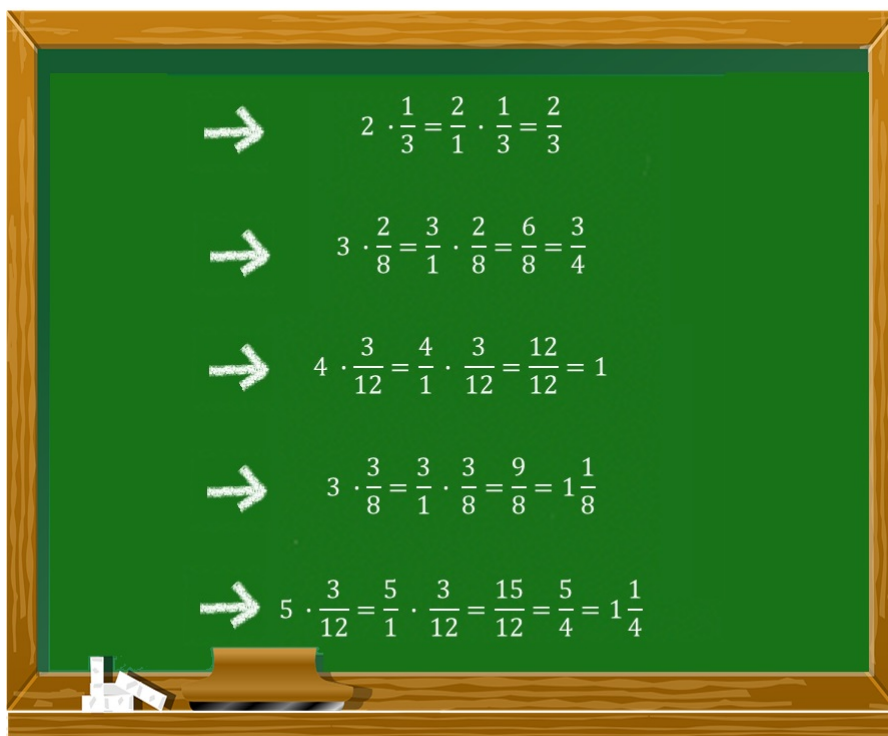 2 · 1/3 = 2/1 · 1/3 = 2/3
3 · 2/8 = 3/1 · 2/8 = 6/8 = 3/4
4 · 3/12 = 4/1 · 3/12 = 12/12 = 1
3 · 3/8 = 3/1 · 3/8 = 9/8 = 1 1/8
5 · 3/12 = 5/1 · 3/12 = 15/12 = 5/4 = 1 1/4